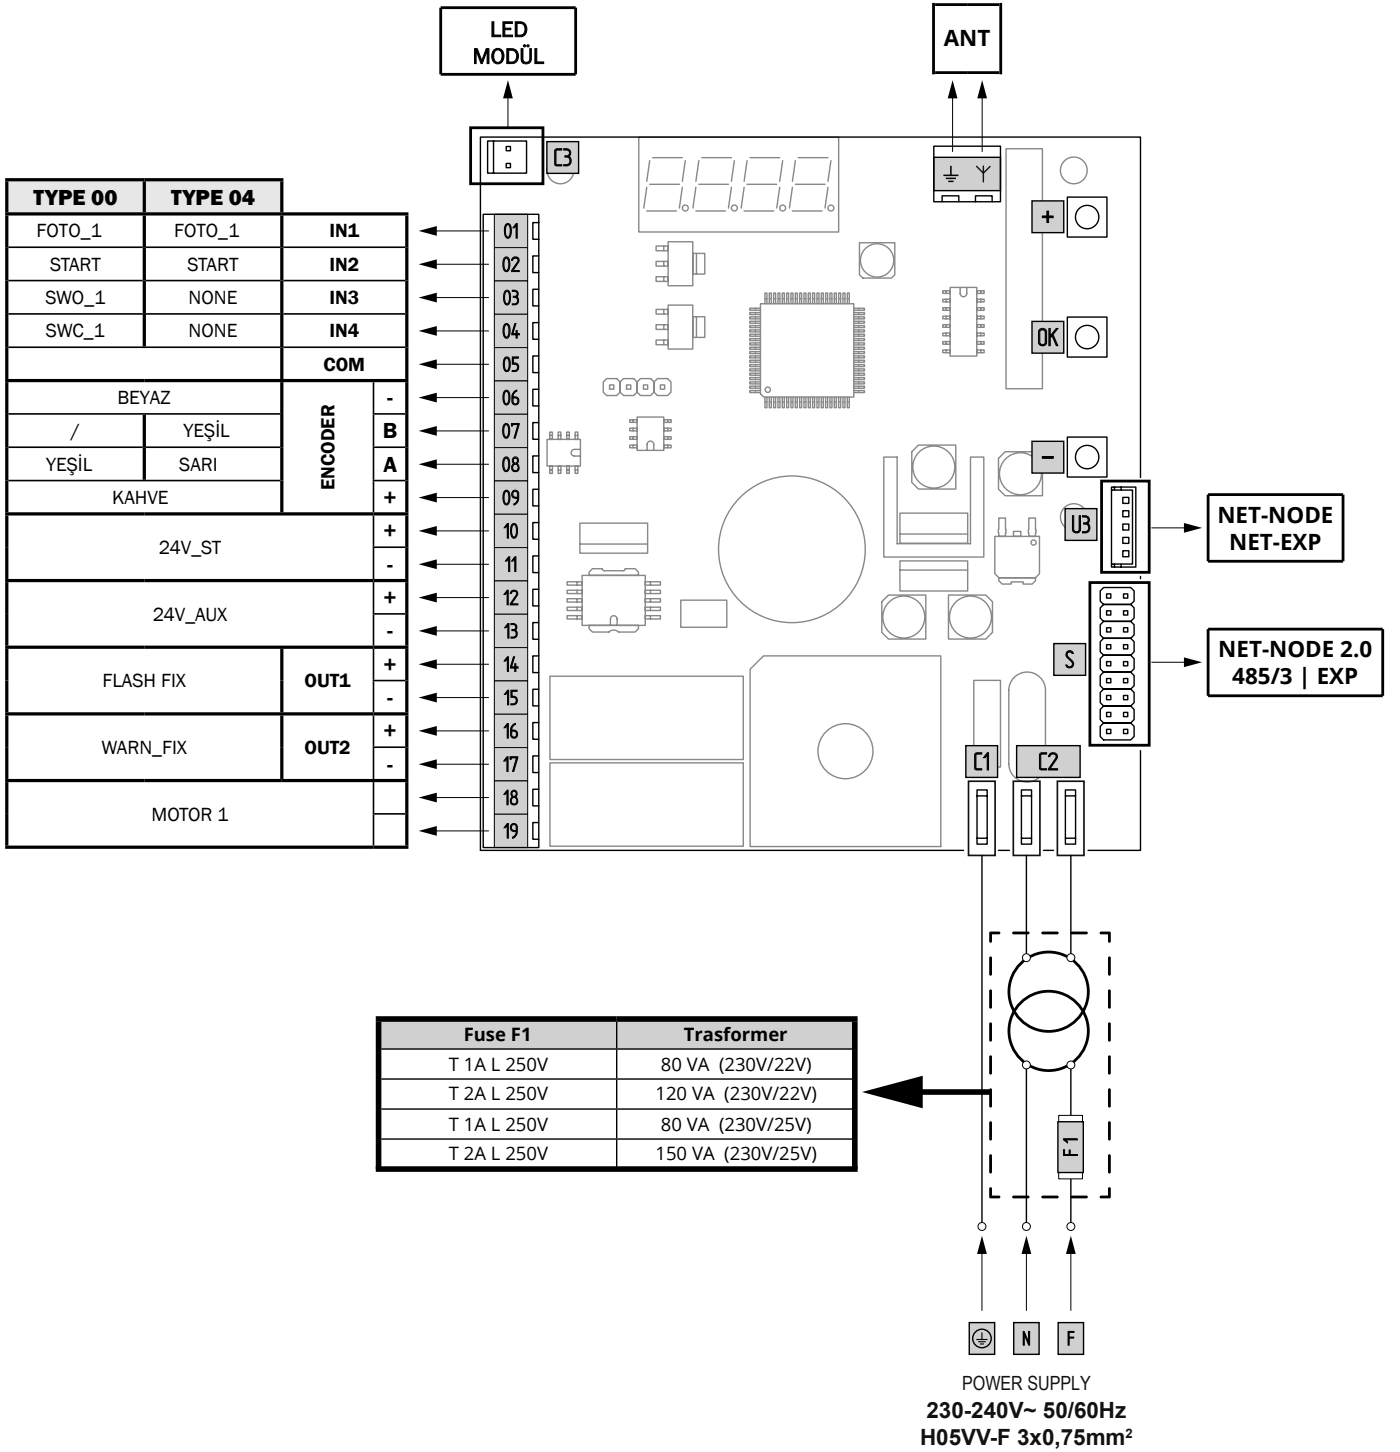 LED
MODÜL
ANT
C3
TYPE 00 TYPE 04
FOTO_1 FOTO_1 IN1 01
START START IN2 02
SWO_1 NONE IN3 03
SWC_1 NONE IN4 04
COM 05
BEYAZ - 06
/ YEŞİL B 07
YEŞİL SARI A 08
KAHVE + 09
ENCODER
24V_ST
+ 10
- 11
24V_AUX
+ 12
- 13
FLASH FIX OUT1
+ 14
- 15
WARN_FIX OUT2
+ 16
- 17
MOTOR 1
18
19
+
OK
-
U3
NET-NODE
NET-EXP
S
NET-NODE 2.0
485/3 | EXP
C1 C2
Fuse F1 Trasformer
T 1A L 250V 80 VA (230V/22V)
T 2A L 250V 120 VA (230V/22V)
T 1A L 250V 80 VA (230V/25V)
T 2A L 250V 150 VA (230V/25V)
F1
N F
POWER SUPPLY
230-240V~ 50/60Hz
H05VV-F 3x0,75mm²